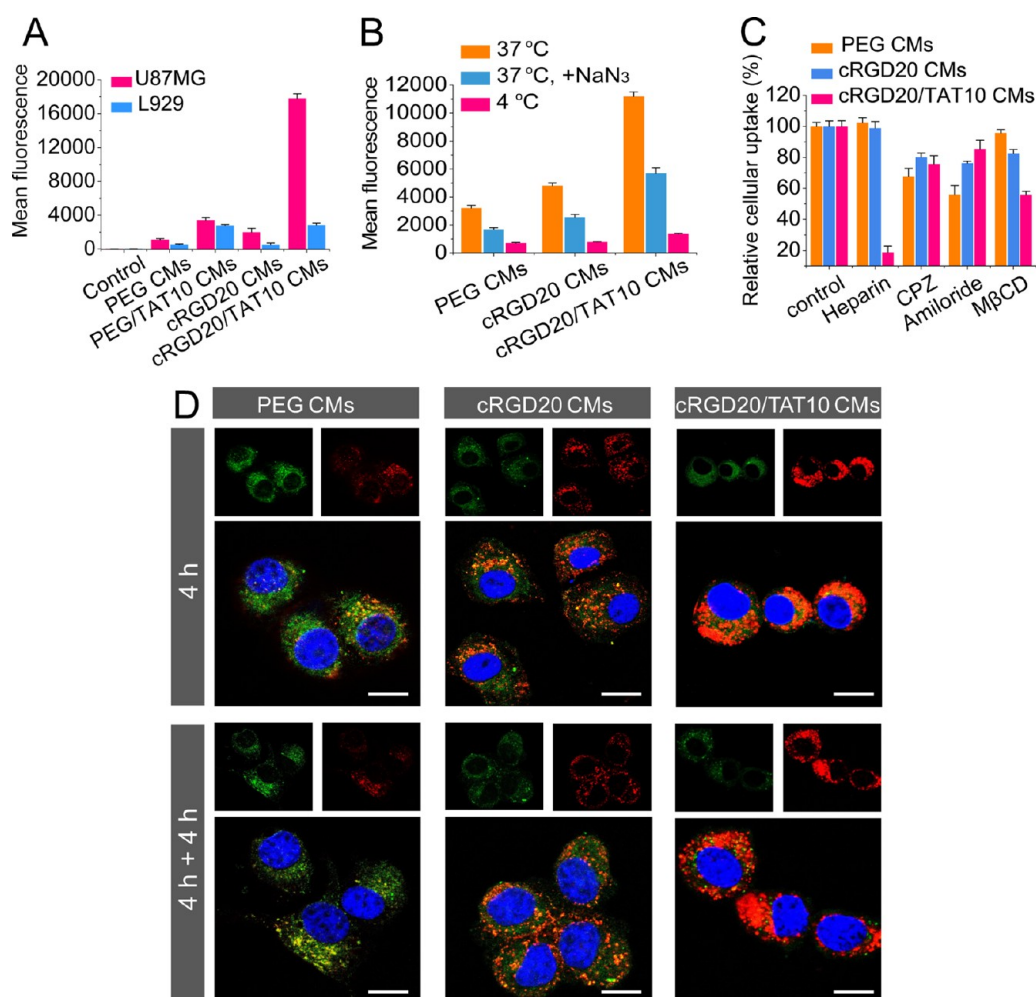 A
U87MG
L929
Mean fluorescence
20000
16000
12000
8000
4000
0
Control
PEG CMs
PEG/TAT10 CMs
cRGD20 CMs
cRGD20/TAT10 CMs
B
37 °C
37 °C, +NaN₃
4 °C
Mean fluorescence
12000
10000
8000
6000
4000
2000
0
PEG CMs
cRGD20 CMs
cRGD20/TAT10 CMs
C
PEG CMs
cRGD20 CMs
cRGD20/TAT10 CMs
Relative cellular uptake (%)
120
100
80
60
40
20
control
Heparin
CPZ
Amiloride
MβCD
D
PEG CMs
cRGD20 CMs
cRGD20/TAT10 CMs
4 h
4 h + 4 h